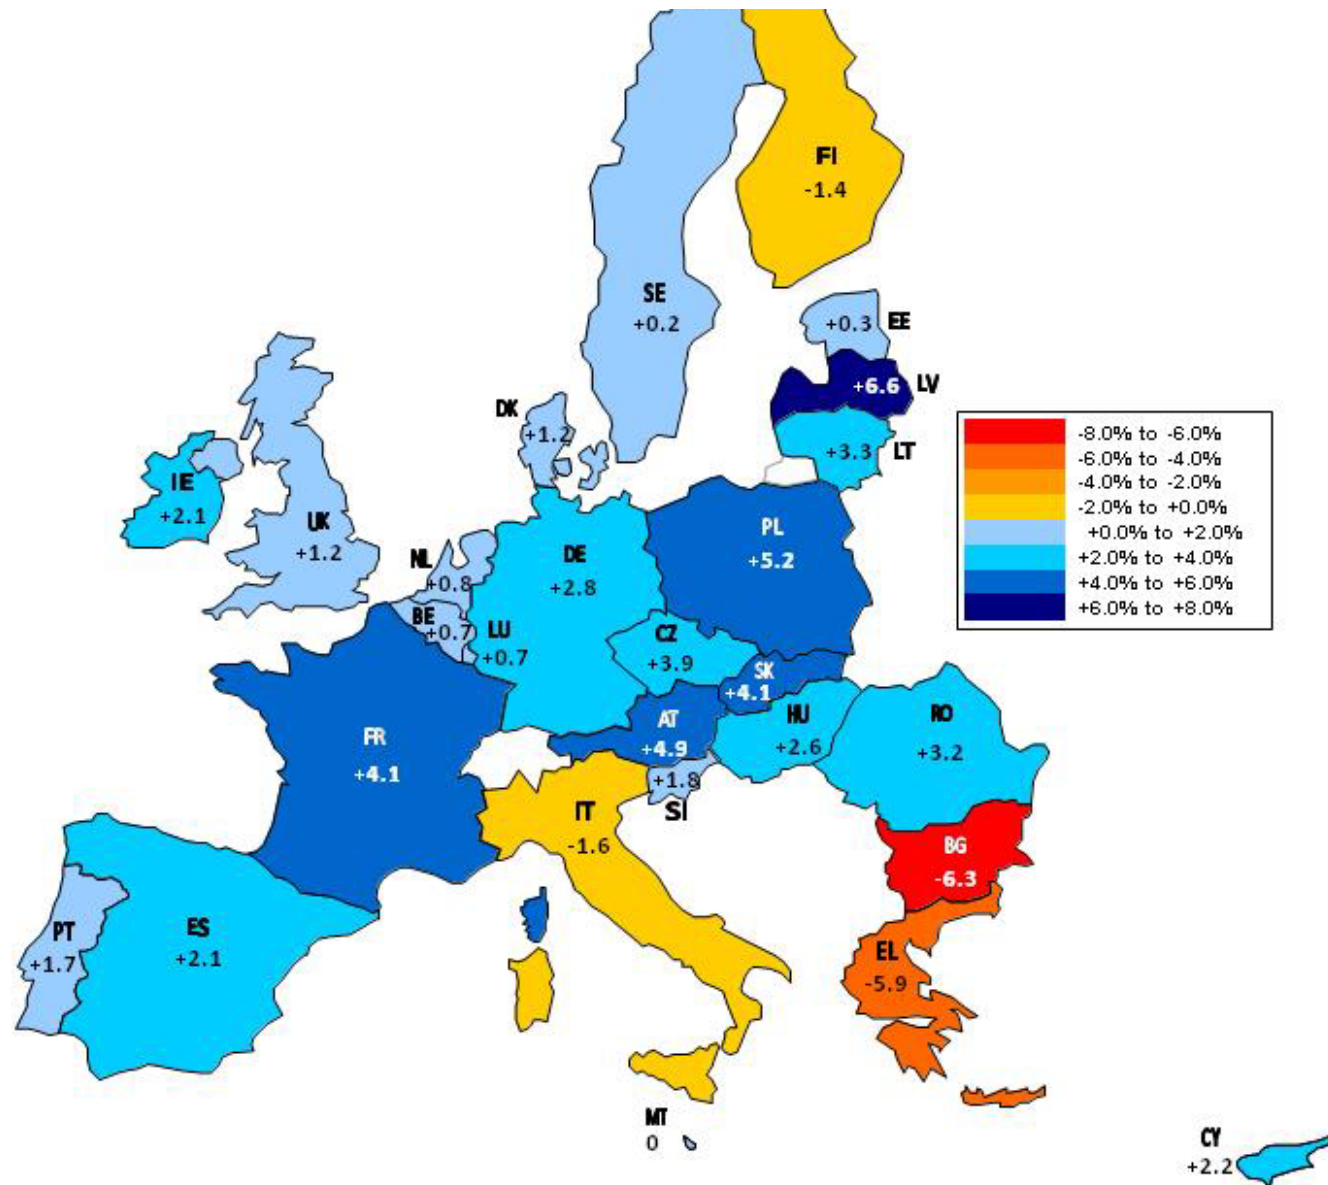 FI
-1.4
SE
+0.2
+0.3 EE
+6.6 LV
DK
+1.2
+3.3 LT
-8.0% to -6.0%
-6.0% to -4.0%
-4.0% to -2.0%
-2.0% to +0.0%
+0.0% to +2.0%
+2.0% to +4.0%
+4.0% to +6.0%
+6.0% to +8.0%
IE
+2.1
UK
+1.2
NL
+0.8
DE
+2.8
PL
+5.2
BE
+0.7
LU
+0.7
CZ
+3.9
SK
+4.1
AT
+4.9
HU
+2.6
RO
+3.2
FR
+4.1
+1.8
SI
IT
-1.6
BG
-6.3
PT
+1.7
ES
+2.1
EL
-5.9
MT
0
CY
+2.2